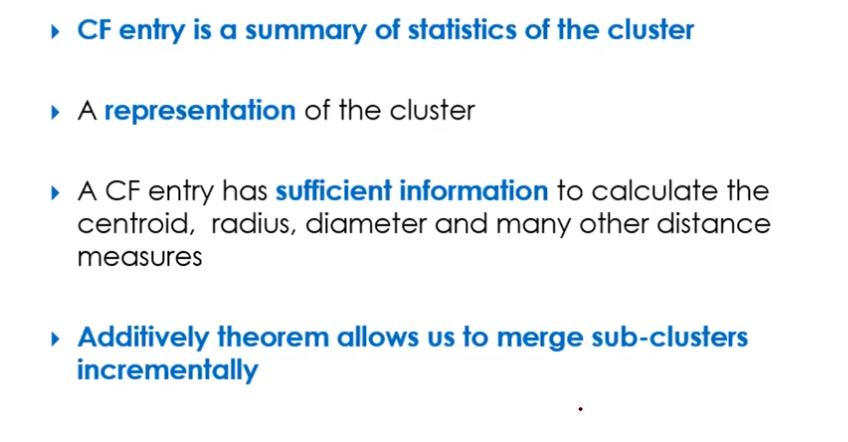 CF entry is a summary of statistics of the cluster
A representation of the cluster
A CF entry has sufficient information to calculate the
centroid, radius, diameter and many other distance
measures
Additively theorem allows us to merge sub-clusters
incrementally